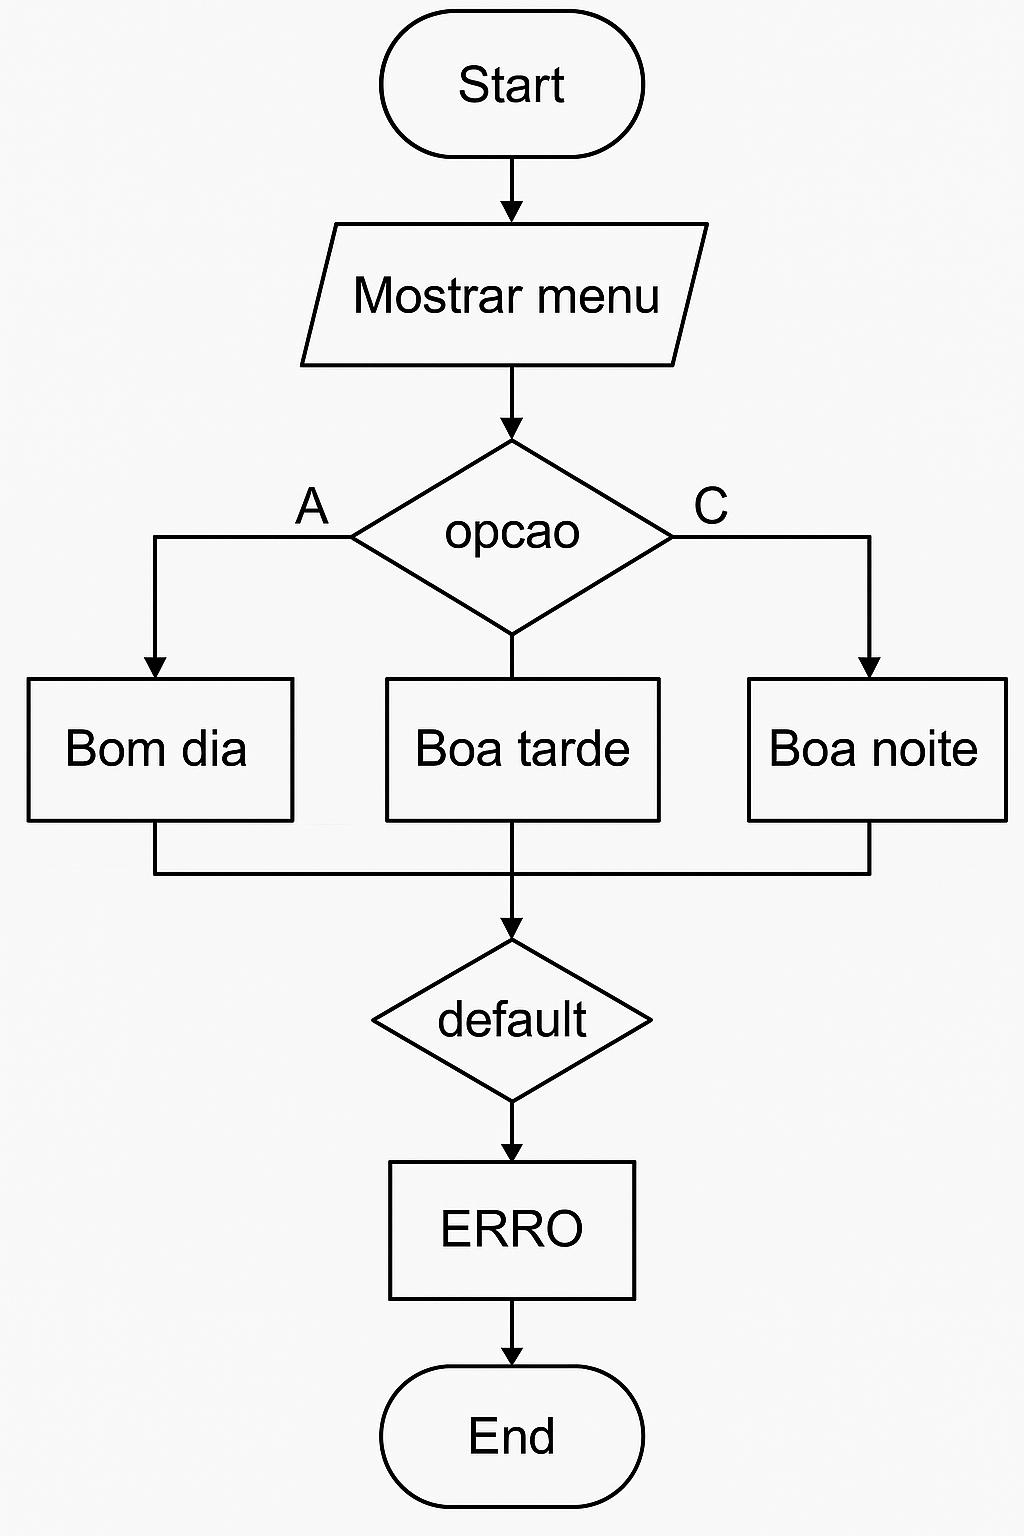 Start
Mostrar menu
A
opcao
C
Bom dia
Boa tarde
Boa noite
default
ERRO
End